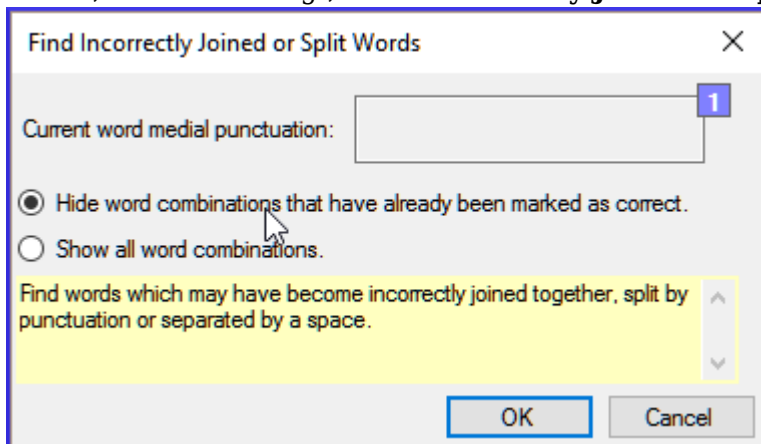 Find Incorrectly Joined or Split Words
1
Current word medial punctuation:
Hide word combinations that have already been marked as correct.
Show all word combinations.
Find words which may have become incorrectly joined together, split by
punctuation or separated by a space.
OK Cancel